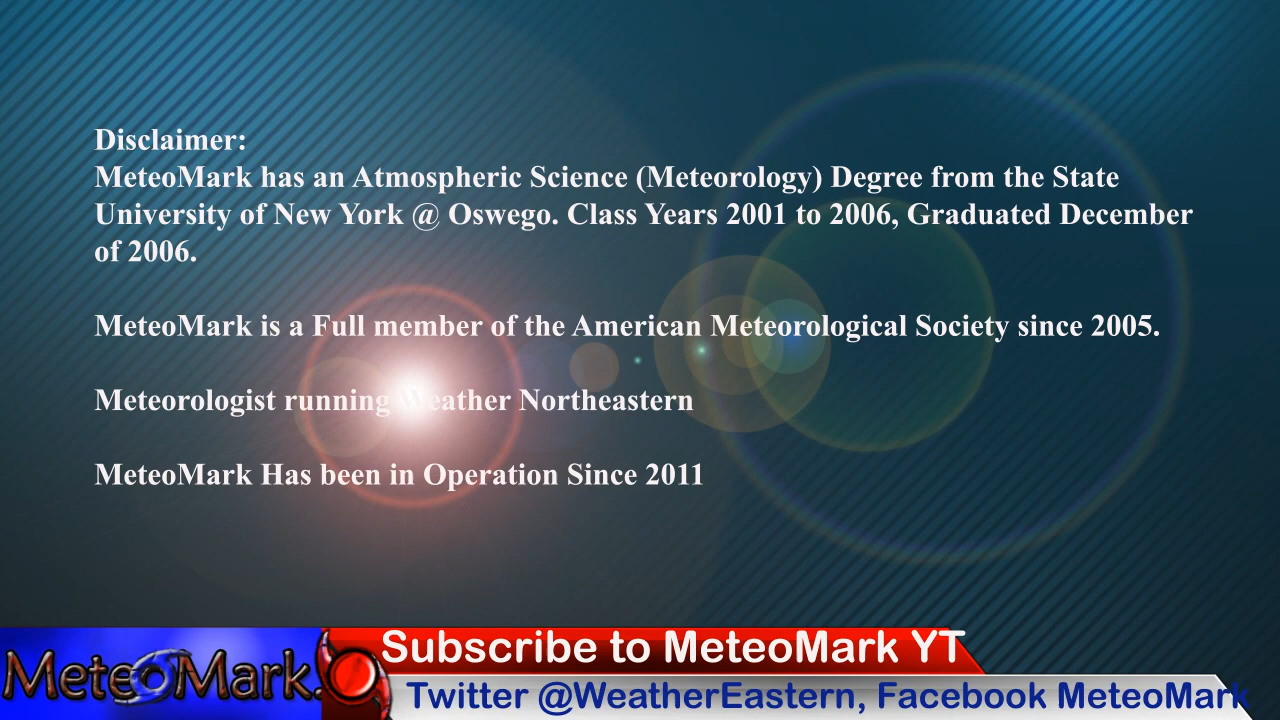 Disclaimer:
MeteoMark has an Atmospheric Science (Meteorology) Degree from the State
University of New York @ Oswego. Class Years 2001 to 2006, Graduated December
of 2006.
MeteoMark is a Full member of the American Meteorological Society since 2005.
Meteorologist running Weather Northeastern
MeteoMark Has been in Operation Since 2011
Subscribe to MeteoMark YT
MeteoMark.
Twitter @WeatherEastern, Facebook MeteoMark